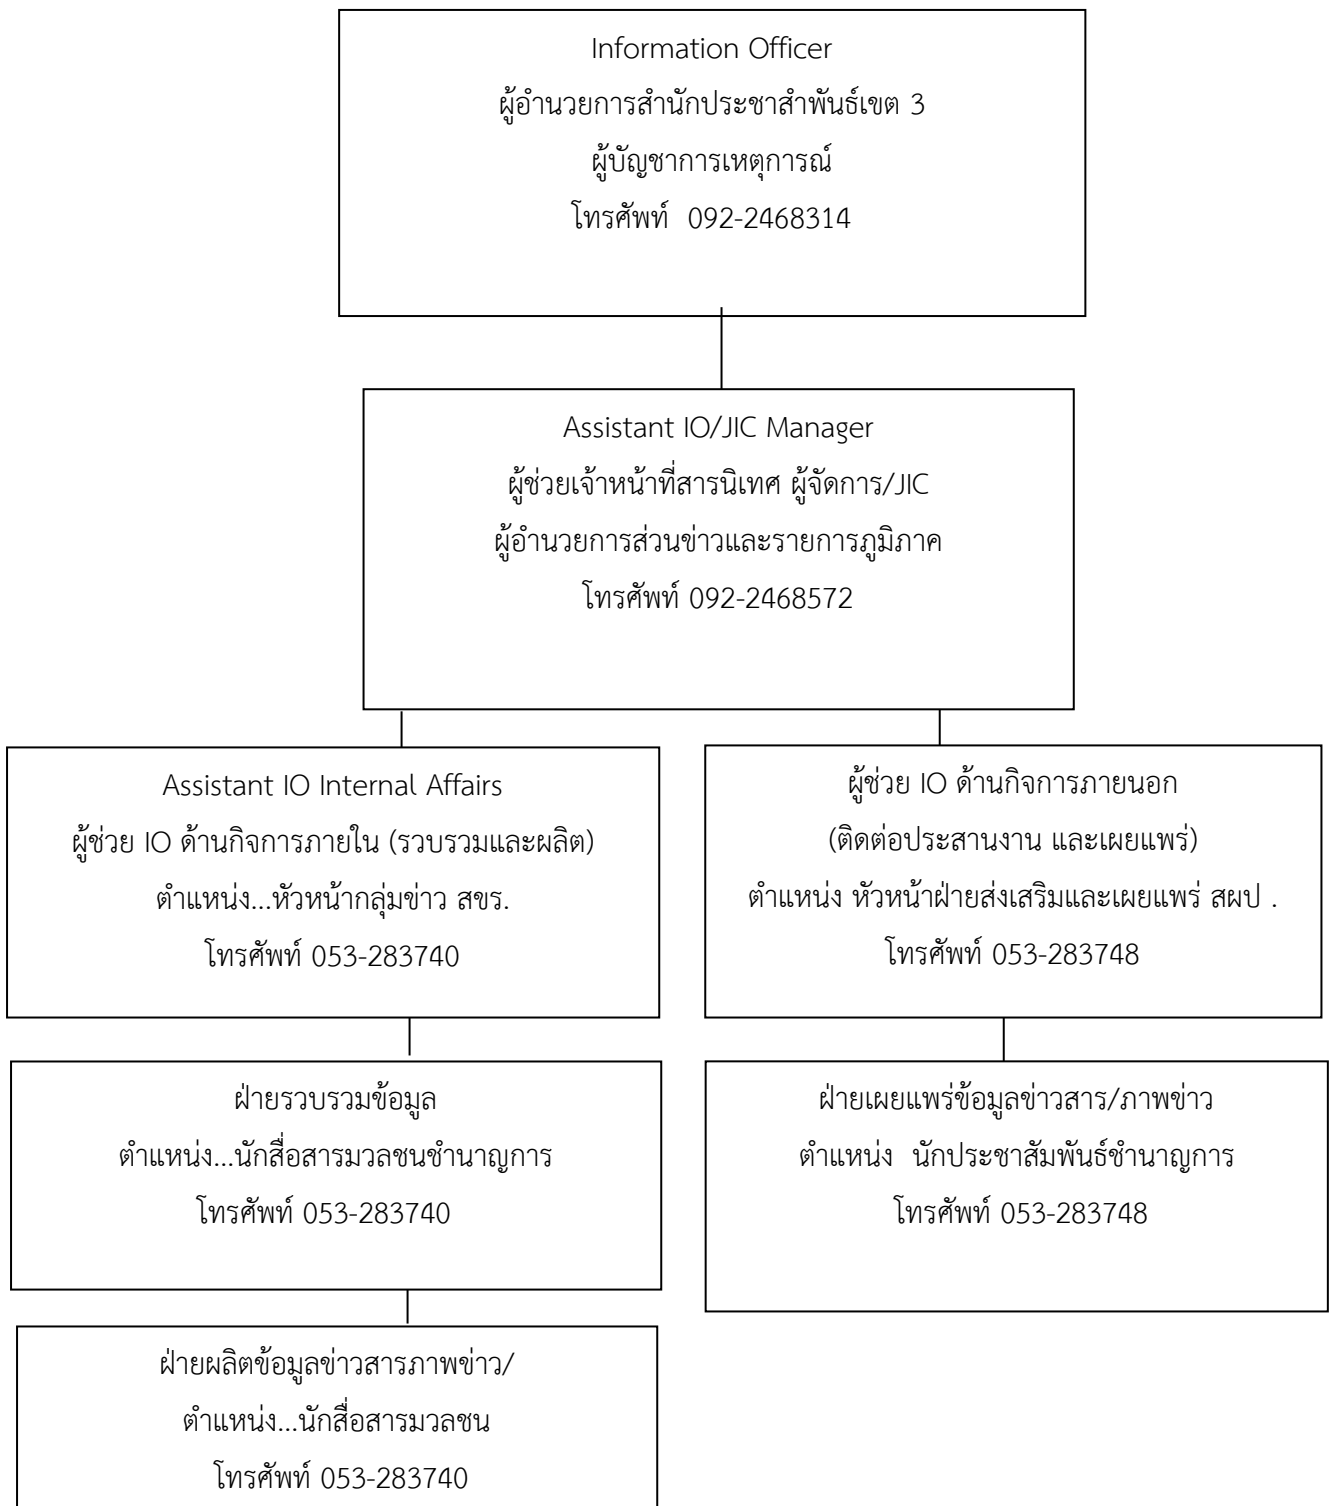 Information Officer
ผู้อำนวยการสำนักประชาสำพันธ์เขต 3
ผู้บัญชาการเหตุการณ์
โทรศัพท์ 092-2468314
Assistant IO/JIC Manager
ผู้ช่วยเจ้าหน้าที่สารนิเทศ ผู้จัดการ/JIC
ผู้อำนวยการส่วนข่าวและรายการภูมิภาค
โทรศัพท์ 092-2468572
Assistant IO Internal Affairs
ผู้ช่วย IO ด้านกิจการภายใน (รวบรวมและผลิต)
ตำแหน่ง...หัวหน้ากลุ่มข่าว สขร.
โทรศัพท์ 053-283740
ผู้ช่วย IO ด้านกิจการภายนอก
(ติดต่อประสานงาน และเผยแพร่)
ตำแหน่ง หัวหน้าฝ่ายส่งเสริมและเผยแพร่ สผป .
โทรศัพท์ 053-283748
ฝ่ายรวบรวมข้อมูล
ตำแหน่ง...นักสื่อสารมวลชนชำนาญการ
โทรศัพท์ 053-283740
ฝ่ายเผยแพร่ข้อมูลข่าวสาร/ภาพข่าว
ตำแหน่ง นักประชาสัมพันธ์ชำนาญการ
โทรศัพท์ 053-283748
ฝ่ายผลิตข้อมูลข่าวสารภาพข่าว/
ตำแหน่ง...นักสื่อสารมวลชน
โทรศัพท์ 053-283740